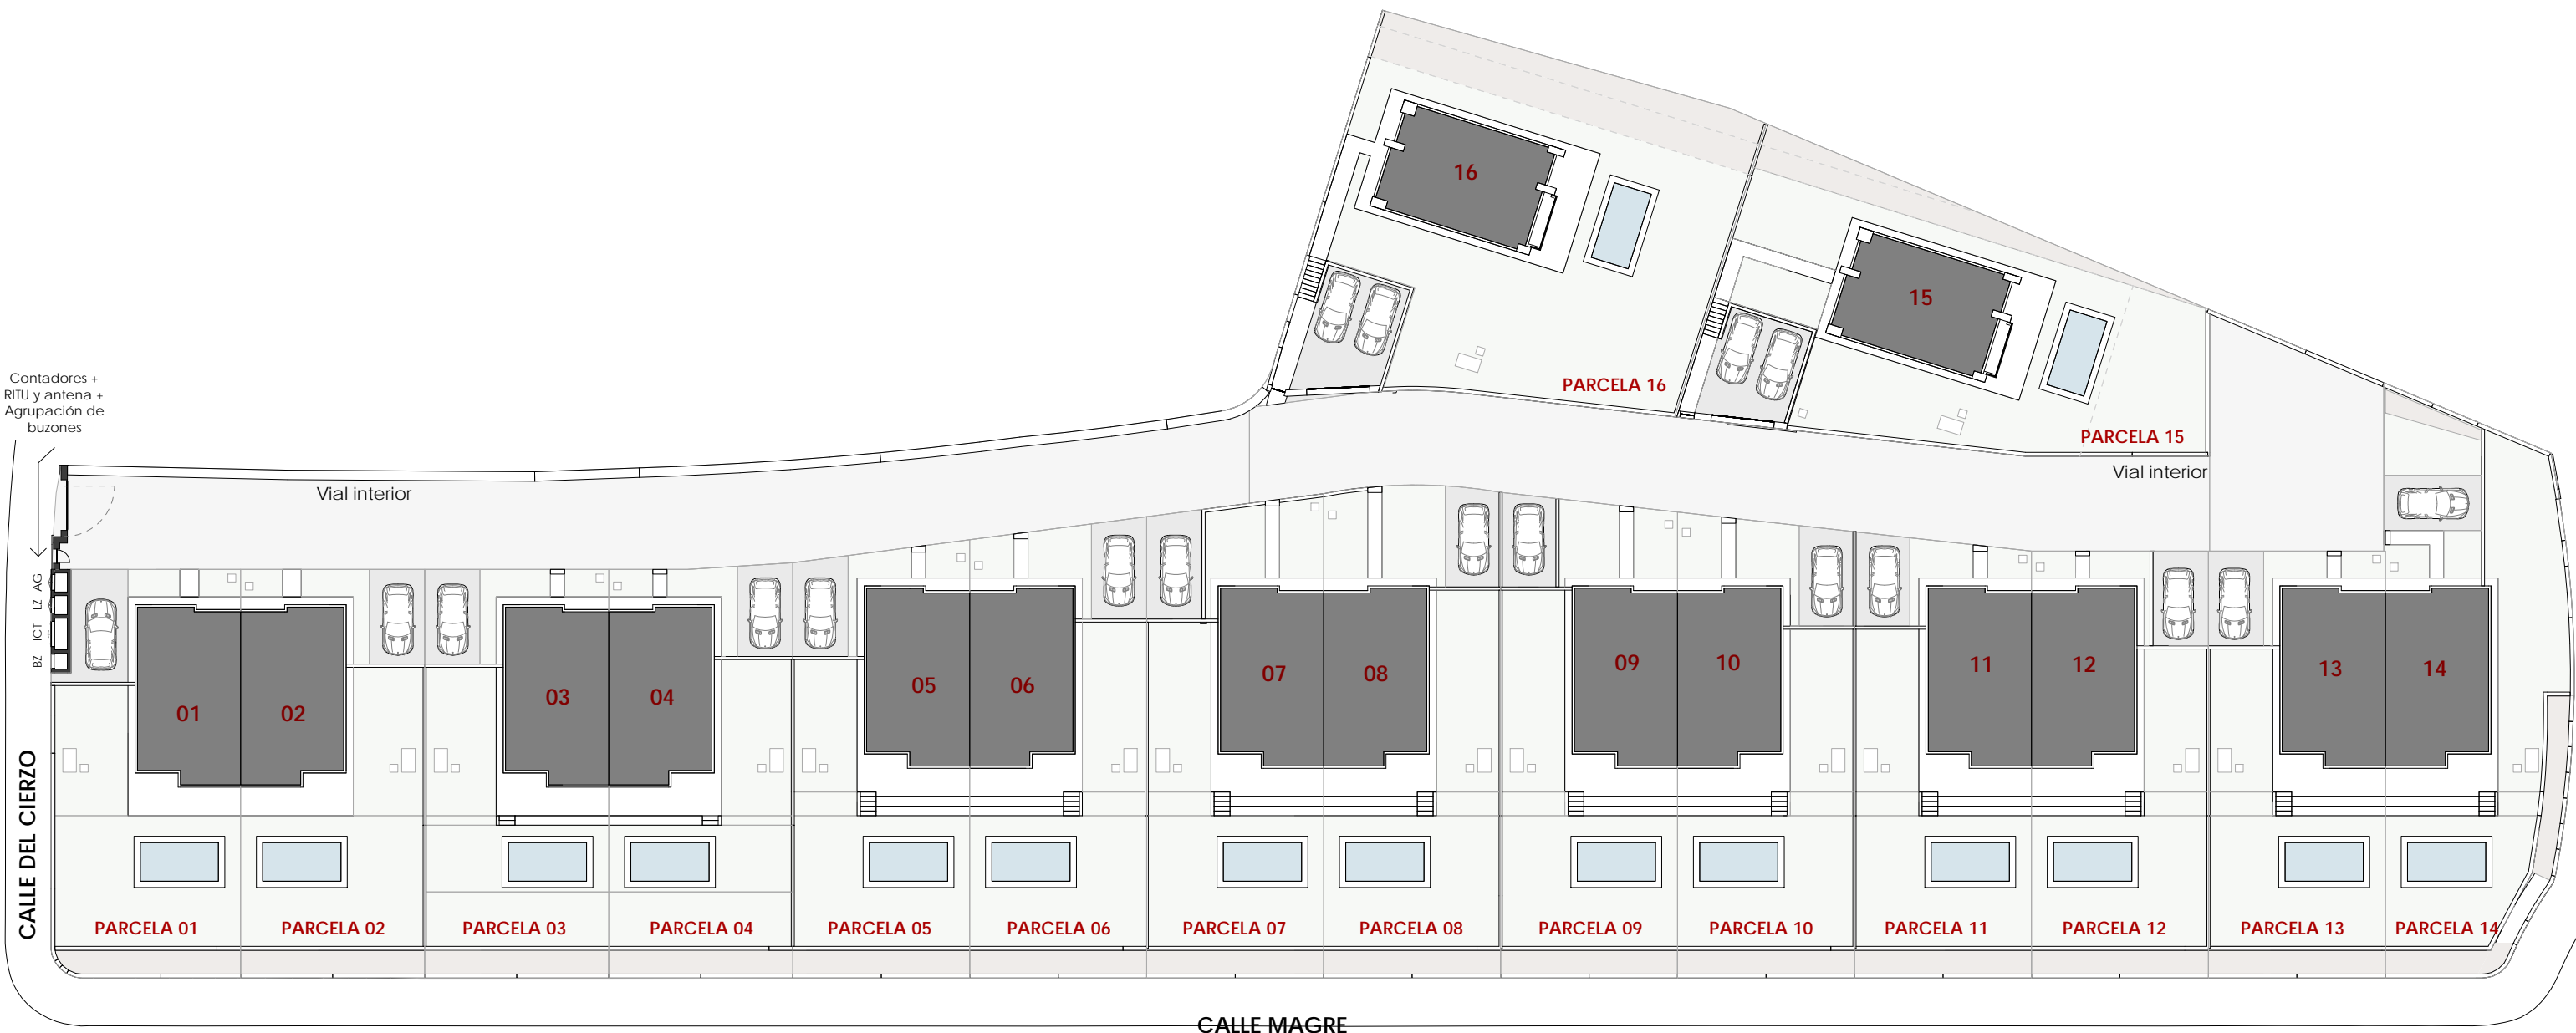 16
15
PARCELA 16
PARCELA 15
Contadores +
RITU y antena +
Agrupación de
buzones
Vial interior
Vial interior
AG
LZ
ICT
BZ
01
02
03
04
05
06
07
08
09
10
11
12
13
14
CALLE DEL CIERZO
PARCELA 01
PARCELA 02
PARCELA 03
PARCELA 04
PARCELA 05
PARCELA 06
PARCELA 07
PARCELA 08
PARCELA 09
PARCELA 10
PARCELA 11
PARCELA 12
PARCELA 13
PARCELA 14
CALLE MAGRE